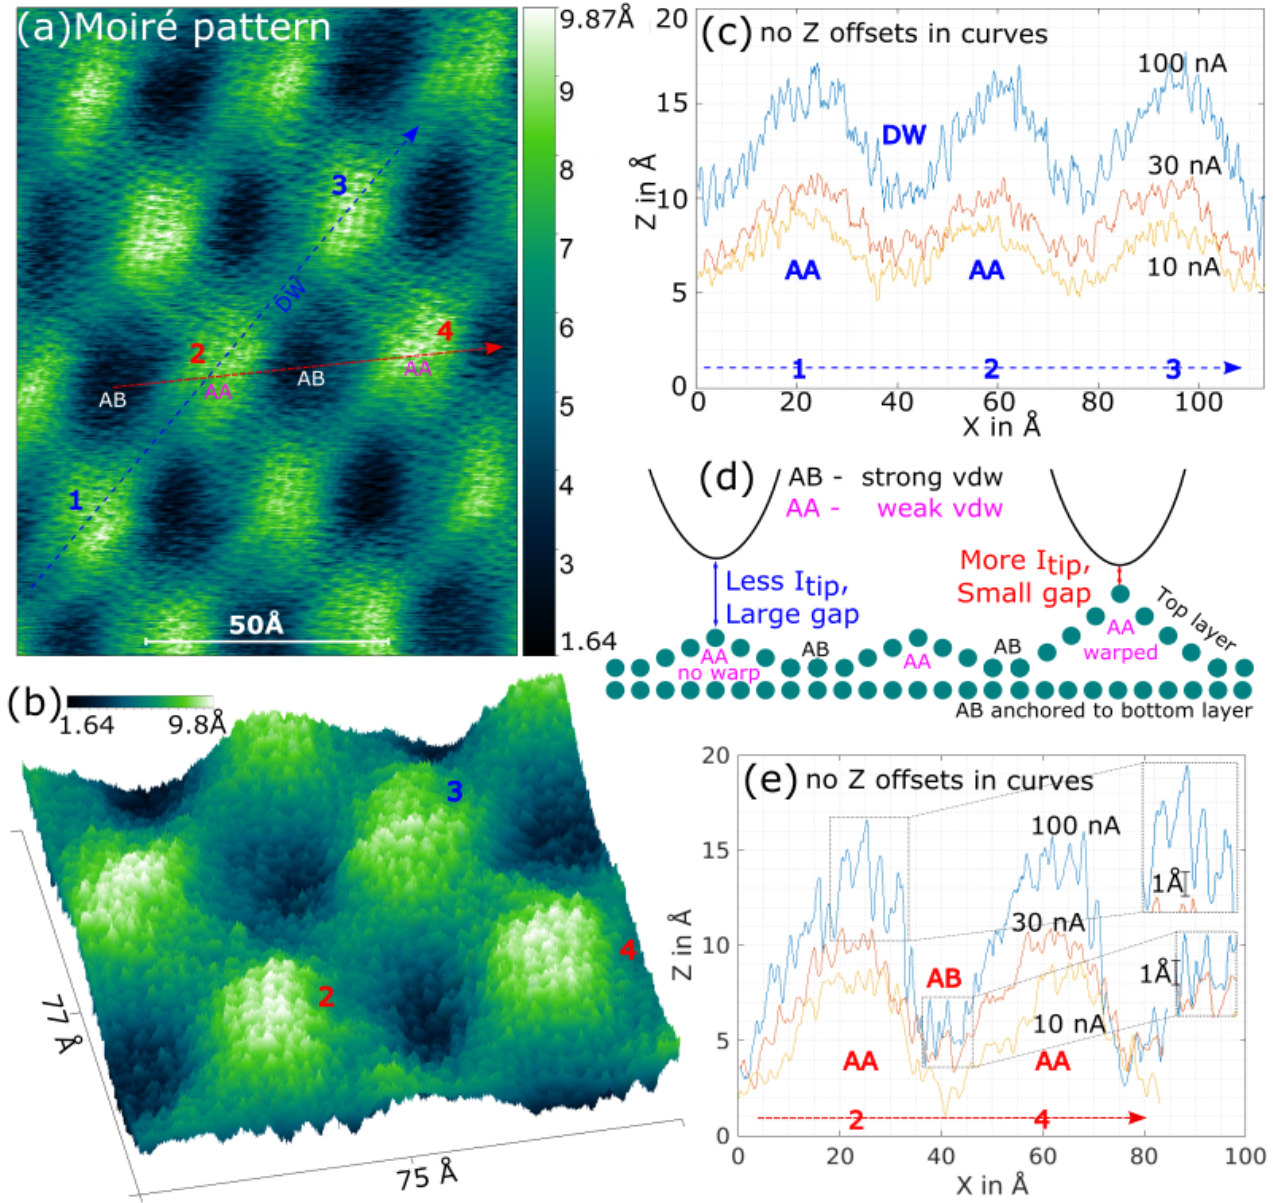 (a)Moiré pattern
9.87Å
9
8
7
6
5
4
3
1.64
3
DW
2
4
AB
AA
AB
AA
1
50Å
(b)
1.64
9.8Å
3
2
4
77 Å
75 Å
(c) no Z offsets in curves
20
15
10
5
0
Z in Å
100 nA
DW
30 nA
AA
AA
10 nA
1
2
3
0
20
40
60
80
100
X in Å
(d)
AB - strong vdw
AA - weak vdw
Less Itip,
Large gap
More Itip,
Small gap
Top layer
AA
no warp
AB
AA
AB
AA
warped
AB anchored to bottom layer
(e) no Z offsets in curves
20
15
10
5
0
Z in Å
100 nA
1Å
30 nA
AB
1Å
10 nA
AA
AA
2
4
0
20
40
60
80
100
X in Å